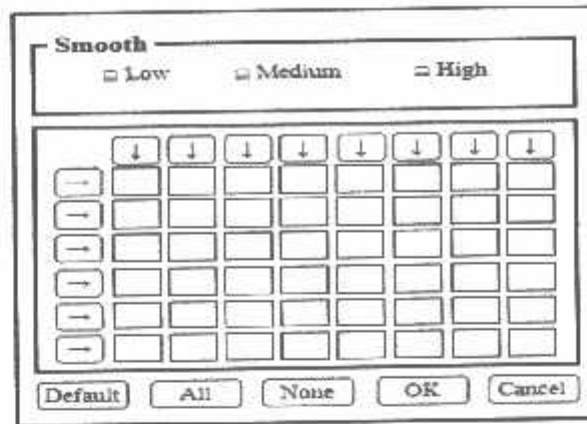 Smooth
Low Medium High
↓ ↓ ↓ ↓ ↓ ↓ ↓ ↓
→
→
→
→
→
→
Default All None OK Cancel